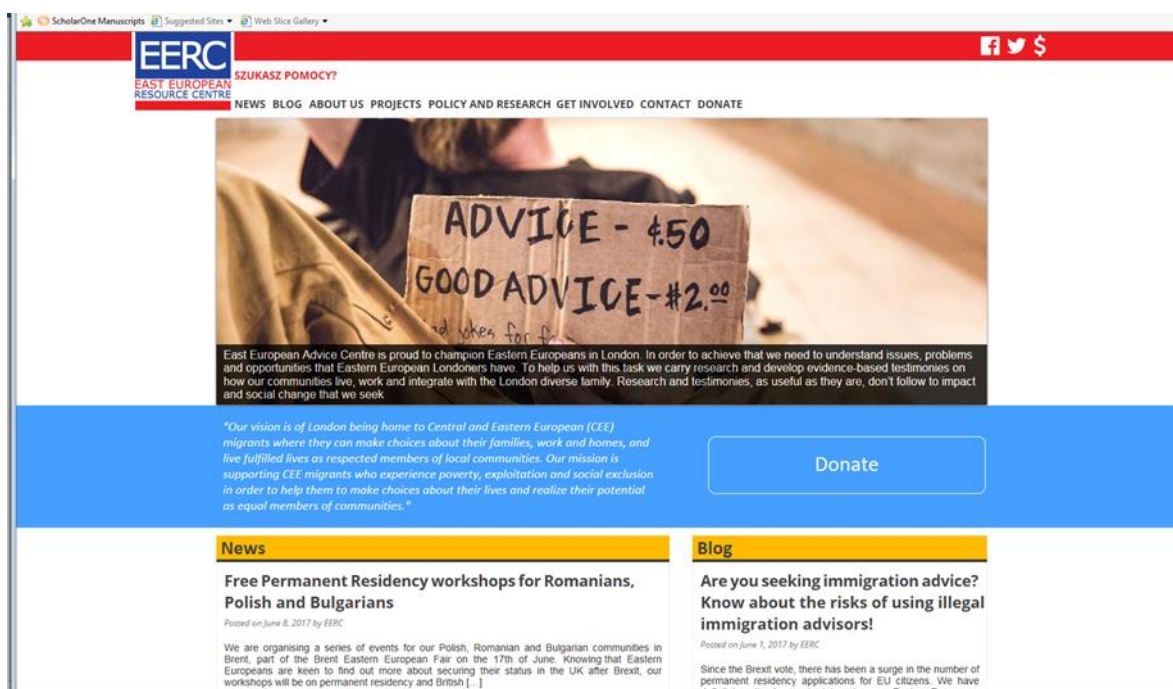 ScholarOne Manuscripts Suggested Sites Web Slice Gallery
EERC
EAST EUROPEAN
RESOURCE CENTRE
SZUKASZ POMOCY?
NEWS BLOG ABOUT US PROJECTS POLICY AND RESEARCH GET INVOLVED CONTACT DONATE
ADVICE - ¢.50
GOOD ADVICE - #2.00
jokes for
East European Advice Centre is proud to champion Eastern Europeans in London. In order to achieve that we need to understand issues, problems
and opportunities that Eastern European Londoners have. To help us with this task we carry research and develop evidence-based testimonies on
how our communities live, work and integrate with the London diverse family. Research and testimonies, as useful as they are, don't follow to impact
and social change that we seek
"Our vision is of London being home to Central and Eastern European (CEE)
migrants where they can make choices about their families, work and homes, and
live fulfilled lives as respected members of local communities. Our mission is
supporting CEE migrants who experience poverty, exploitation and social exclusion
in order to help them to make choices about their lives and realize their potential
as equal members of communities."
Donate
News
Free Permanent Residency workshops for Romanians,
Polish and Bulgarians
Posted on June 8, 2017 by EERC
We are organising a series of events for our Polish, Romanian and Bulgarian communities in
Brent, part of the Brent Eastern European Fair on the 17th of June. Knowing that Eastern
Europeans are keen to find out more about securing their status in the UK after Brexit, our
workshops will be on permanent residency and British [...]
Blog
Are you seeking immigration advice?
Know about the risks of using illegal
immigration advisors!
Posted on June 1, 2017 by EERC
Since the Brexit vote, there has been a surge in the number of
permanent residency applications for EU citizens. We have